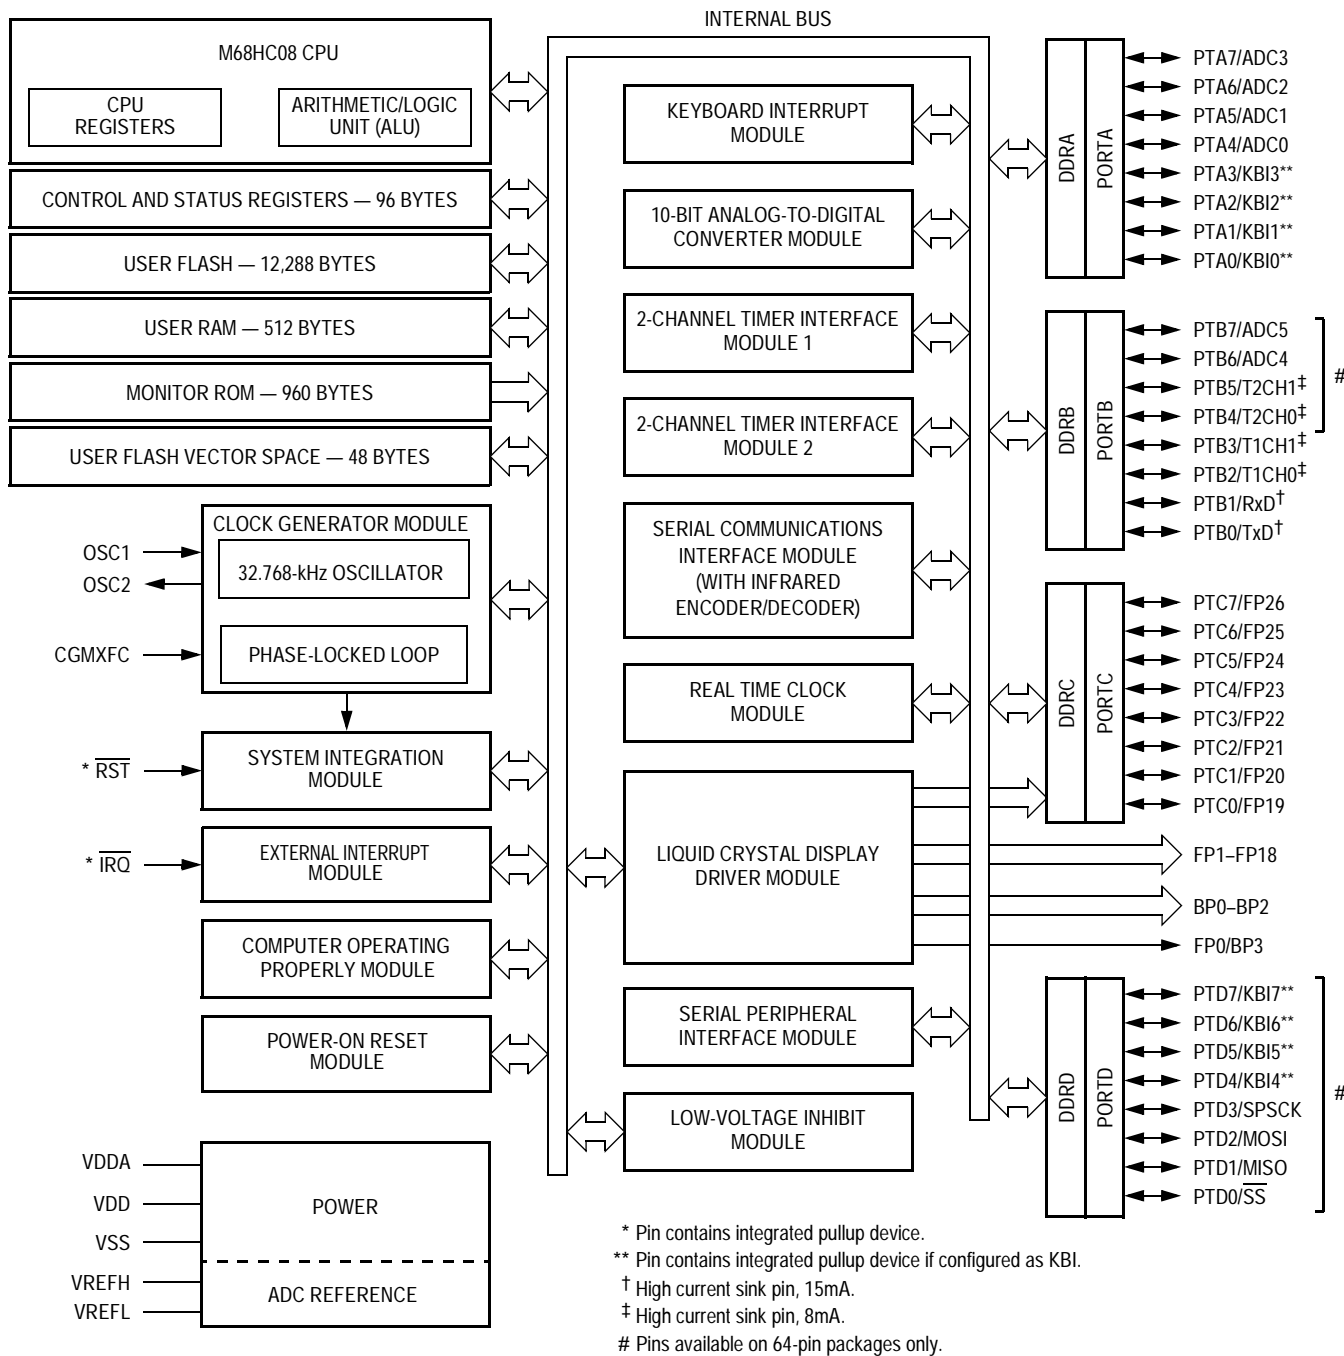 INTERNAL BUS
M68HC08 CPU
CPU
REGISTERS
ARITHMETIC/LOGIC
UNIT (ALU)
CONTROL AND STATUS REGISTERS — 96 BYTES
USER FLASH — 12,288 BYTES
USER RAM — 512 BYTES
MONITOR ROM — 960 BYTES
USER FLASH VECTOR SPACE — 48 BYTES
CLOCK GENERATOR MODULE
32.768-kHz OSCILLATOR
PHASE-LOCKED LOOP
OSC1
OSC2
CGMXFC
SYSTEM INTEGRATION
MODULE
* RST
EXTERNAL INTERRUPT
MODULE
* IRQ
COMPUTER OPERATING
PROPERLY MODULE
POWER-ON RESET
MODULE
VDDA
VDD
VSS
VREFH
VREFL
POWER
ADC REFERENCE
KEYBOARD INTERRUPT
MODULE
10-BIT ANALOG-TO-DIGITAL
CONVERTER MODULE
2-CHANNEL TIMER INTERFACE
MODULE 1
2-CHANNEL TIMER INTERFACE
MODULE 2
SERIAL COMMUNICATIONS
INTERFACE MODULE
(WITH INFRARED
ENCODER/DECODER)
REAL TIME CLOCK
MODULE
LIQUID CRYSTAL DISPLAY
DRIVER MODULE
SERIAL PERIPHERAL
INTERFACE MODULE
LOW-VOLTAGE INHIBIT
MODULE
DDRA
PORTA
PTA7/ADC3
PTA6/ADC2
PTA5/ADC1
PTA4/ADC0
PTA3/KBI3**
PTA2/KBI2**
PTA1/KBI1**
PTA0/KBI0**
DDRB
PORTB
PTB7/ADC5
PTB6/ADC4
PTB5/T2CH1‡
PTB4/T2CH0‡
PTB3/T1CH1‡
PTB2/T1CH0‡
PTB1/RxD†
PTB0/TxD†
#
DDRC
PORTC
PTC7/FP26
PTC6/FP25
PTC5/FP24
PTC4/FP23
PTC3/FP22
PTC2/FP21
PTC1/FP20
PTC0/FP19
FP1–FP18
BP0–BP2
FP0/BP3
DDRD
PORTD
PTD7/KBI7**
PTD6/KBI6**
PTD5/KBI5**
PTD4/KBI4**
PTD3/SPSCK
PTD2/MOSI
PTD1/MISO
PTD0/SS
#
* Pin contains integrated pullup device.
** Pin contains integrated pullup device if configured as KBI.
† High current sink pin, 15mA.
‡ High current sink pin, 8mA.
# Pins available on 64-pin packages only.